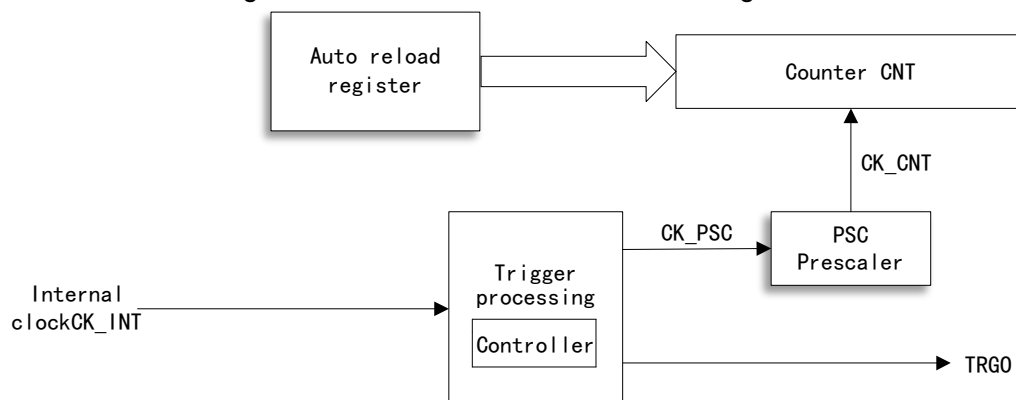 Auto reload
register
Counter CNT
CK_CNT
CK_PSC
PSC
Prescaler
Trigger
processing
Controller
Internal
clockCK_INT
TRGO